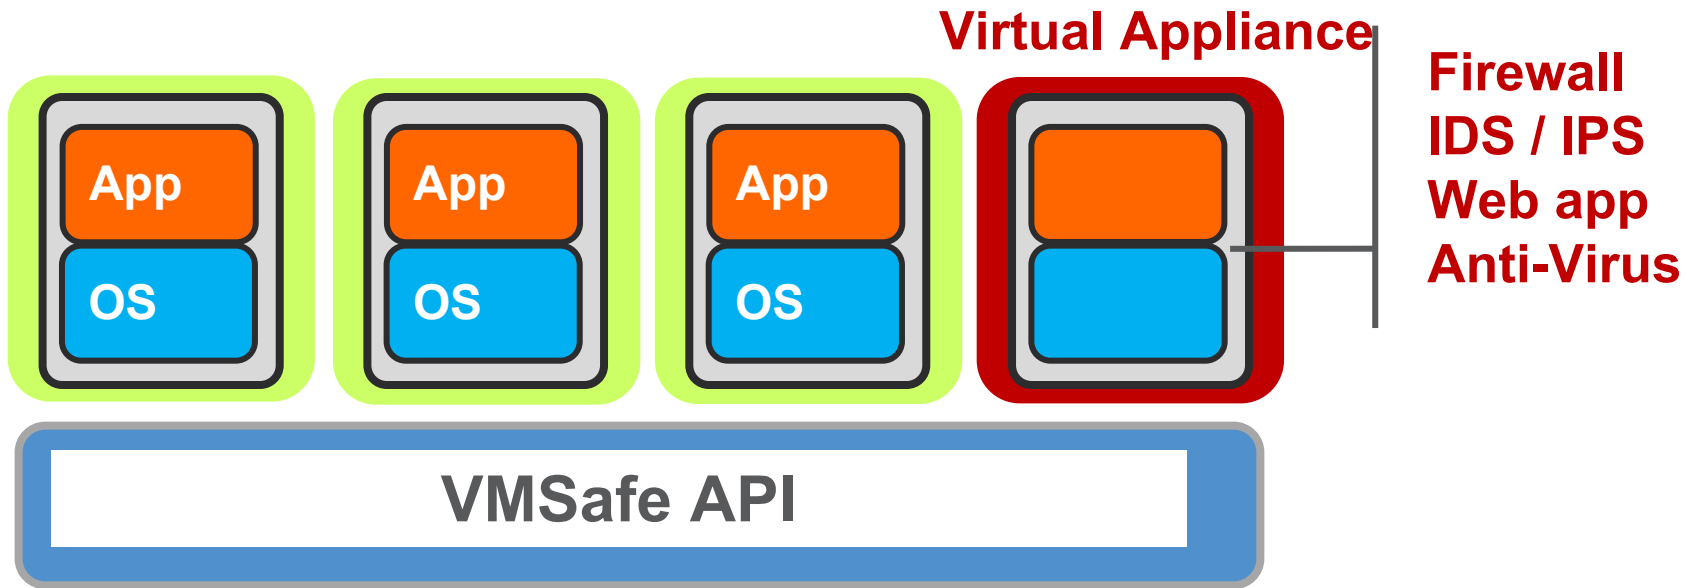 Virtual Appliance
Firewall
IDS / IPS
Web app
Anti-Virus
App
App
App
OS
OS
OS
VMSafe API